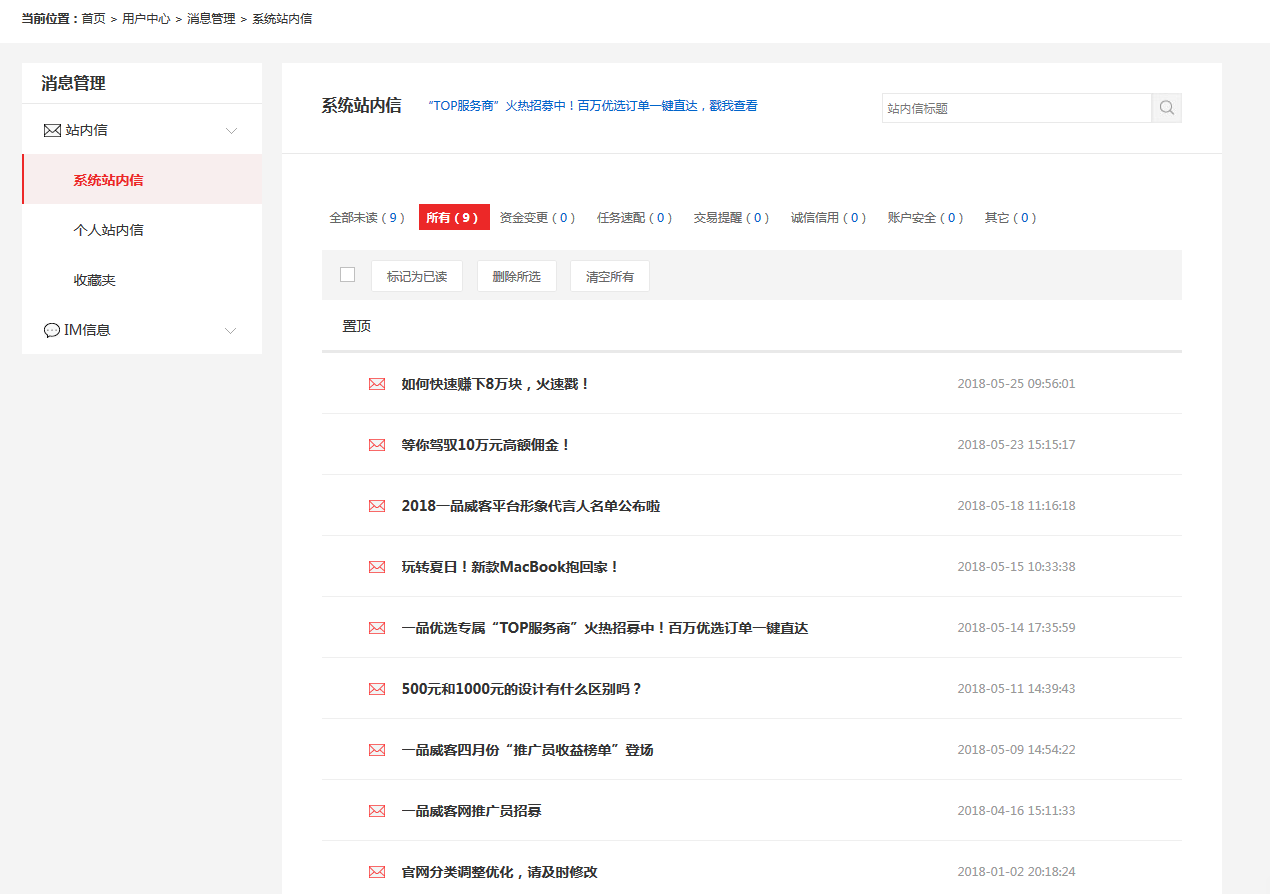 当前位置：首页 > 用户中心 > 消息管理 > 系统站内信
消息管理
站内信
系统站内信
个人站内信
收藏夹
IM信息
系统站内信 “TOP服务商”火热招募中！百万优选订单一键直达，戳我查看
站内信标题
全部未读（9） 所有（9） 资金变更（0） 任务速配（0） 交易提醒（0） 诚信信用（0） 账户安全（0） 其它（0）
标记为已读 删除所选 清空所有
置顶
如何快速赚下8万块，火速戳！ 2018-05-25 09:56:01
等你驾驭10万元高额佣金！ 2018-05-23 15:15:17
2018一品威客平台形象代言人名单公布啦 2018-05-18 11:16:18
玩转夏日！新款MacBook抱回家！ 2018-05-15 10:33:38
一品优选专属“TOP服务商”火热招募中！百万优选订单一键直达 2018-05-14 17:35:59
500元和1000元的设计有什么区别吗？ 2018-05-11 14:39:43
一品威客四月份“推广员收益榜单”登场 2018-05-09 14:54:22
一品威客网推广员招募 2018-04-16 15:11:33
官网分类调整优化，请及时修改 2018-01-02 20:18:24